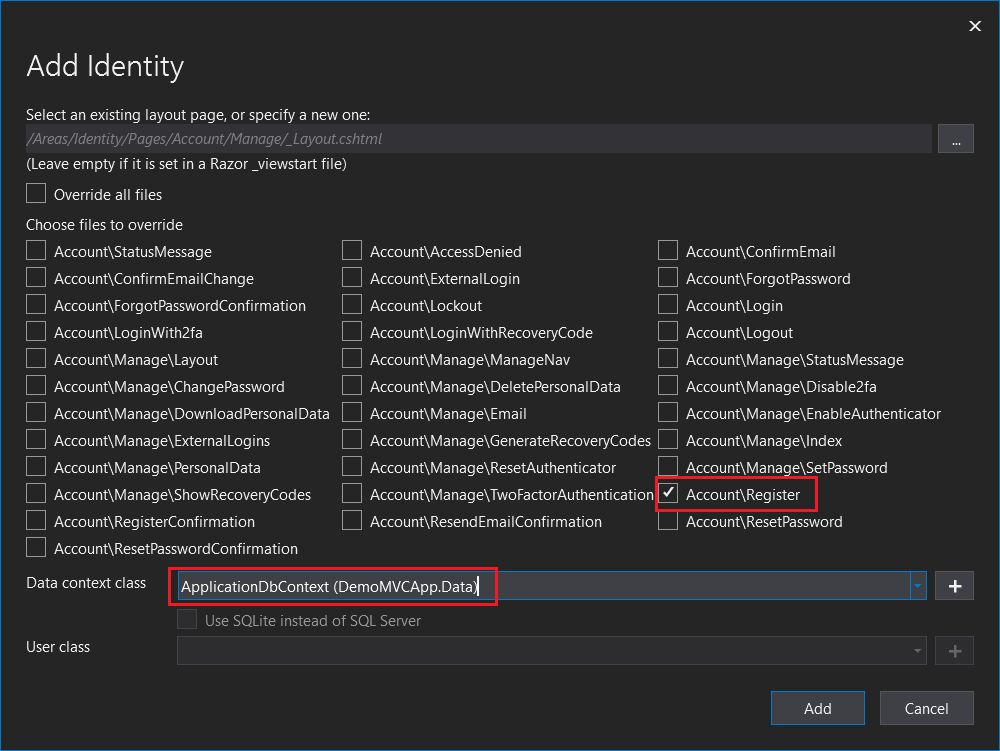 Add Identity
Select an existing layout page, or specify a new one:
/Areas/Identity/Pages/Account/Manage/_Layout.cshtml
...
(Leave empty if it is set in a Razor _viewstart file)
Override all files
Choose files to override
Account\StatusMessage Account\AccessDenied Account\ConfirmEmail
Account\ConfirmEmailChange Account\ExternalLogin Account\ForgotPassword
Account\ForgotPasswordConfirmation Account\Lockout Account\Login
Account\LoginWith2fa Account\LoginWithRecoveryCode Account\Logout
Account\Manage\Layout Account\Manage\ManageNav Account\Manage\StatusMessage
Account\Manage\ChangePassword Account\Manage\DeletePersonalData Account\Manage\Disable2fa
Account\Manage\DownloadPersonalData Account\Manage\Email Account\Manage\EnableAuthenticator
Account\Manage\ExternalLogins Account\Manage\GenerateRecoveryCodes Account\Manage\Index
Account\Manage\PersonalData Account\Manage\ResetAuthenticator Account\Manage\SetPassword
Account\Manage\ShowRecoveryCodes Account\Manage\TwoFactorAuthentication Account\Register
Account\RegisterConfirmation Account\ResendEmailConfirmation Account\ResetPassword
Account\ResetPasswordConfirmation
Data context class ApplicationDbContext (DemoMVCApp.Data) +
Use SQLite instead of SQL Server
User class +
Add Cancel